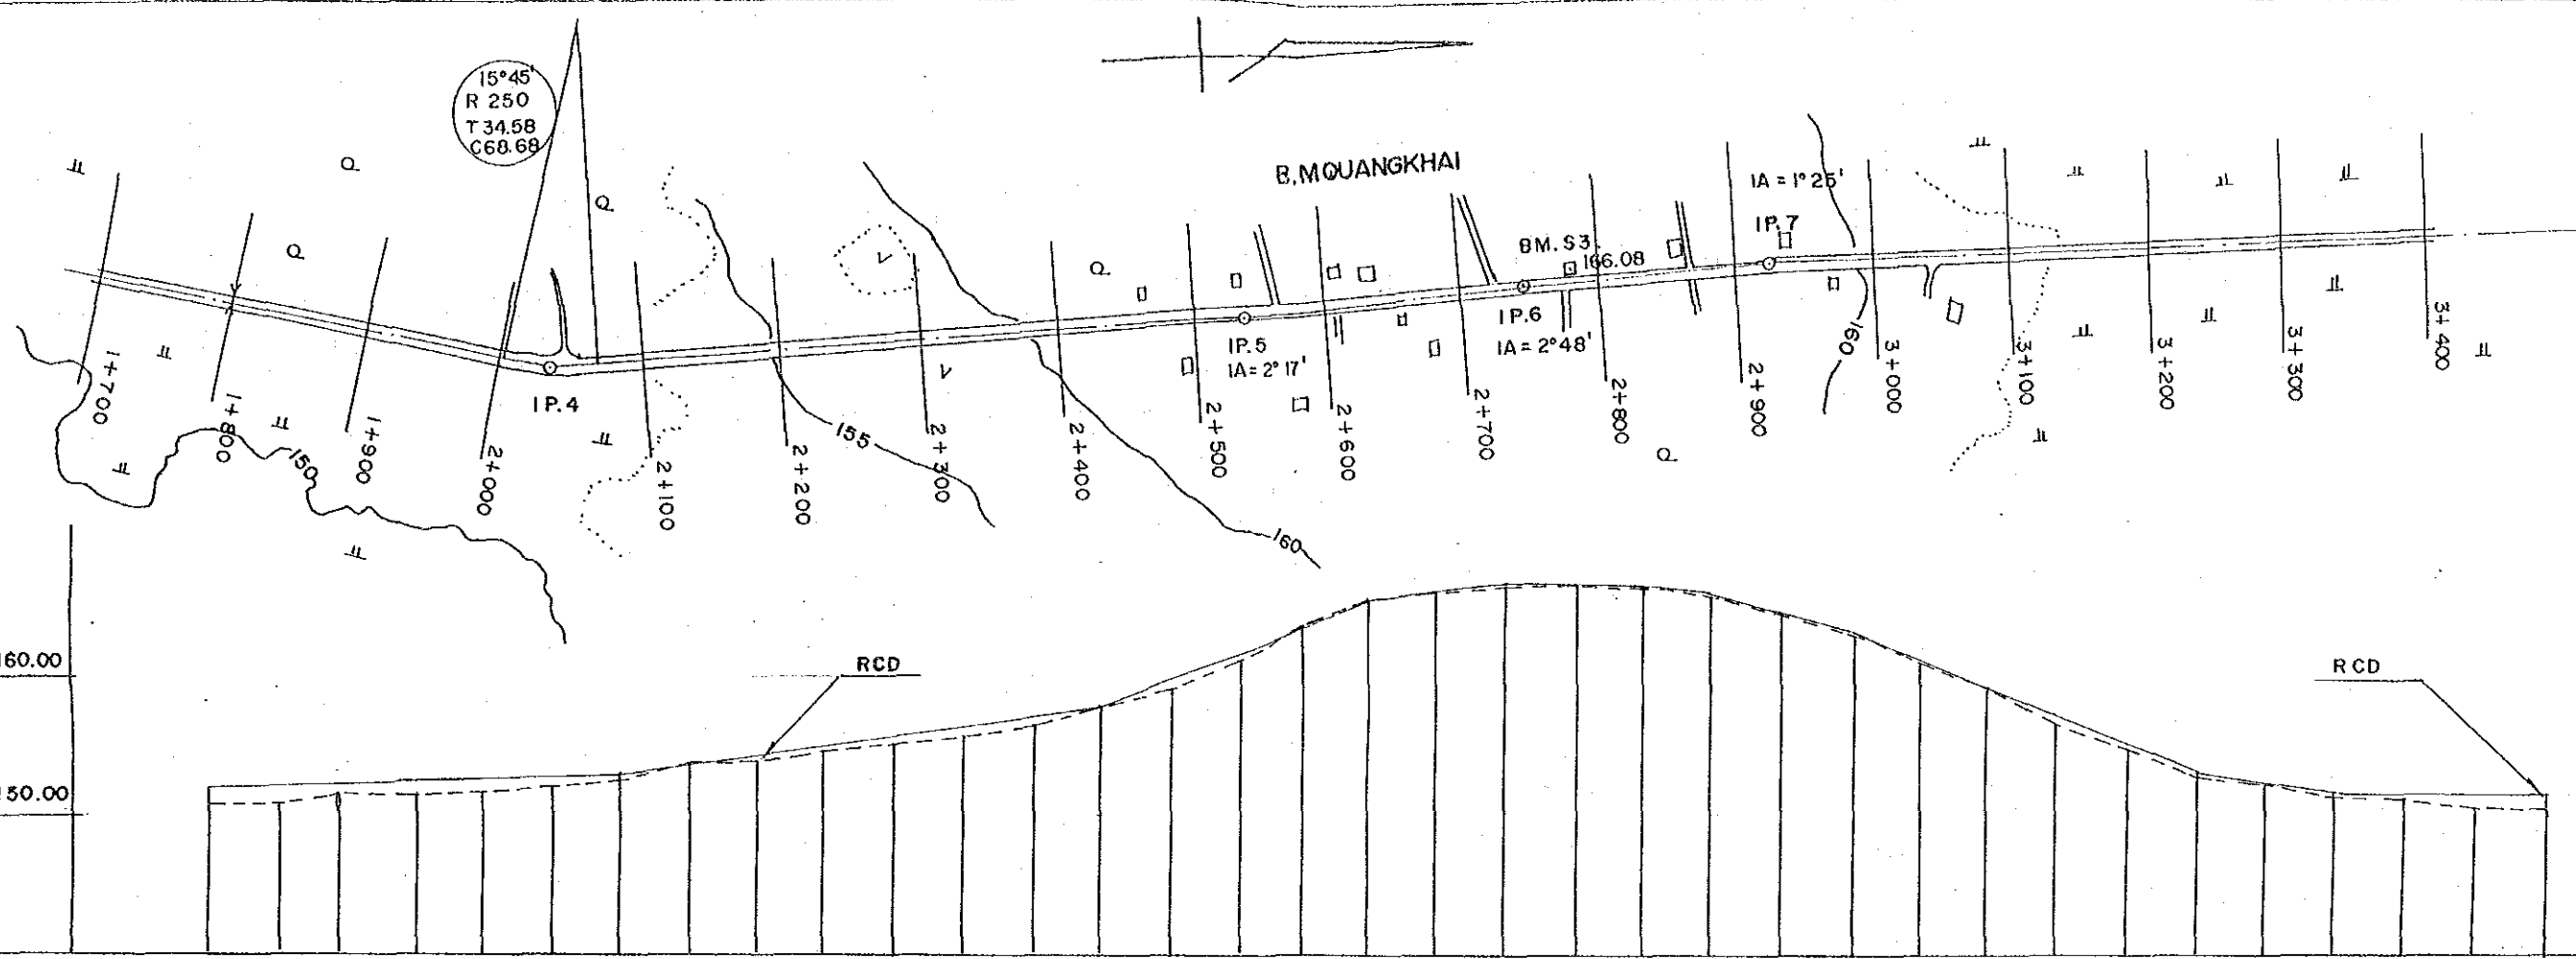 15°45'
R 250
T 34.58
C68.68
B.MOUANGKHAI
IA = 1°25'
IP.7
BM. S3
166.08
IP.6
IA = 2°48'
IP.5
IA = 2°17'
IP.4
1+700
1+800
1+900
2+000
2+100
2+200
2+300
2+400
2+500
2+600
2+700
2+800
2+900
3+000
3+100
3+200
3+300
3+400
150
155
160
160
160.00
150.00
RCD
RCD